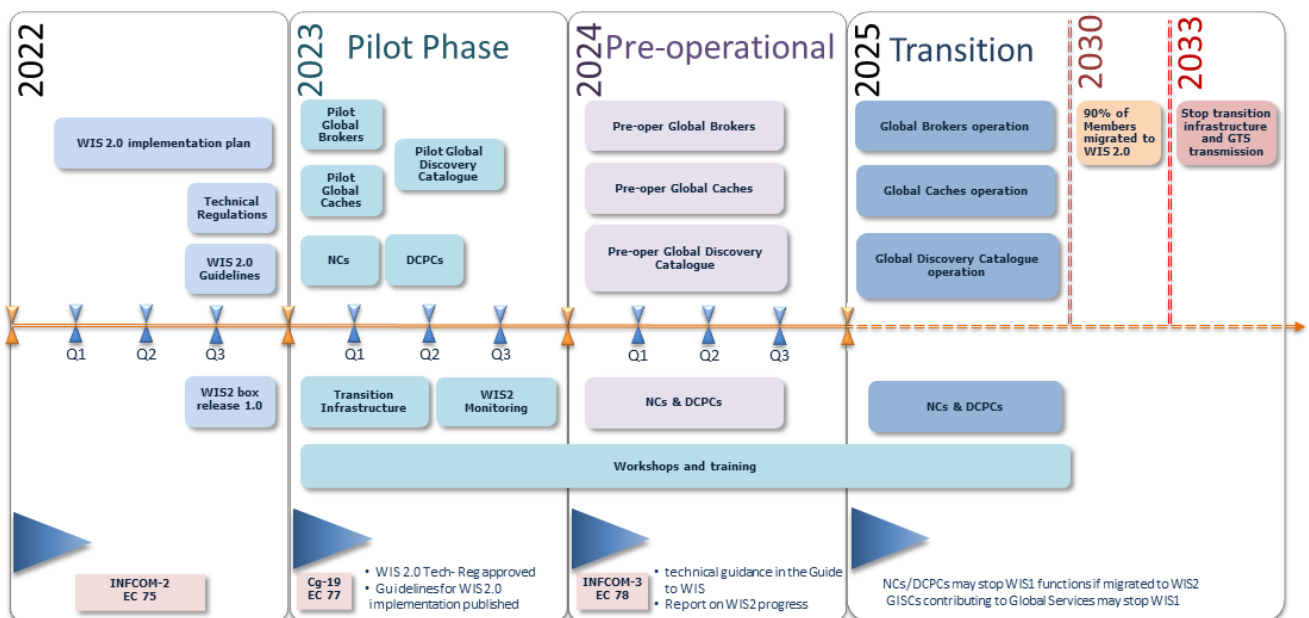 2022
WIS 2.0 implementation plan
Technical
Regulations
WIS 2.0
Guidelines
2023
Pilot Phase
Pilot
Global
Brokers
Pilot Global
Discovery
Catalogue
Pilot
Global
Caches
NCs
DCPCs
2024
Pre-operational
Pre-oper Global Brokers
Pre-oper Global Caches
Pre-oper Global Discovery
Catalogue
2025
Transition
Global Brokers operation
Global Caches operation
Global Discovery Catalogue
operation
2030
90% of
Members
migrated to
WIS 2.0
2033
Stop transition
infrastructure
and GTS
transmission
Q1
Q2
Q3
Q1
Q2
Q3
Q1
Q2
Q3
WIS2 box
release 1.0
Transition
Infrastructure
WIS2
Monitoring
NCs & DCPCs
NCs & DCPCs
Workshops and training
INFCOM-2
EC 75
Cg-19
EC 77
• WIS 2.0 Tech- Reg approved
• Guidelines for WIS 2.0
implementation published
INFCOM-3
EC 78
• technical guidance in the Guide
to WIS
• Report on WIS2 progress
NCs/DCPCs may stop WIS1 functions if migrated to WIS2
GISCs contributing to Global Services may stop WIS1